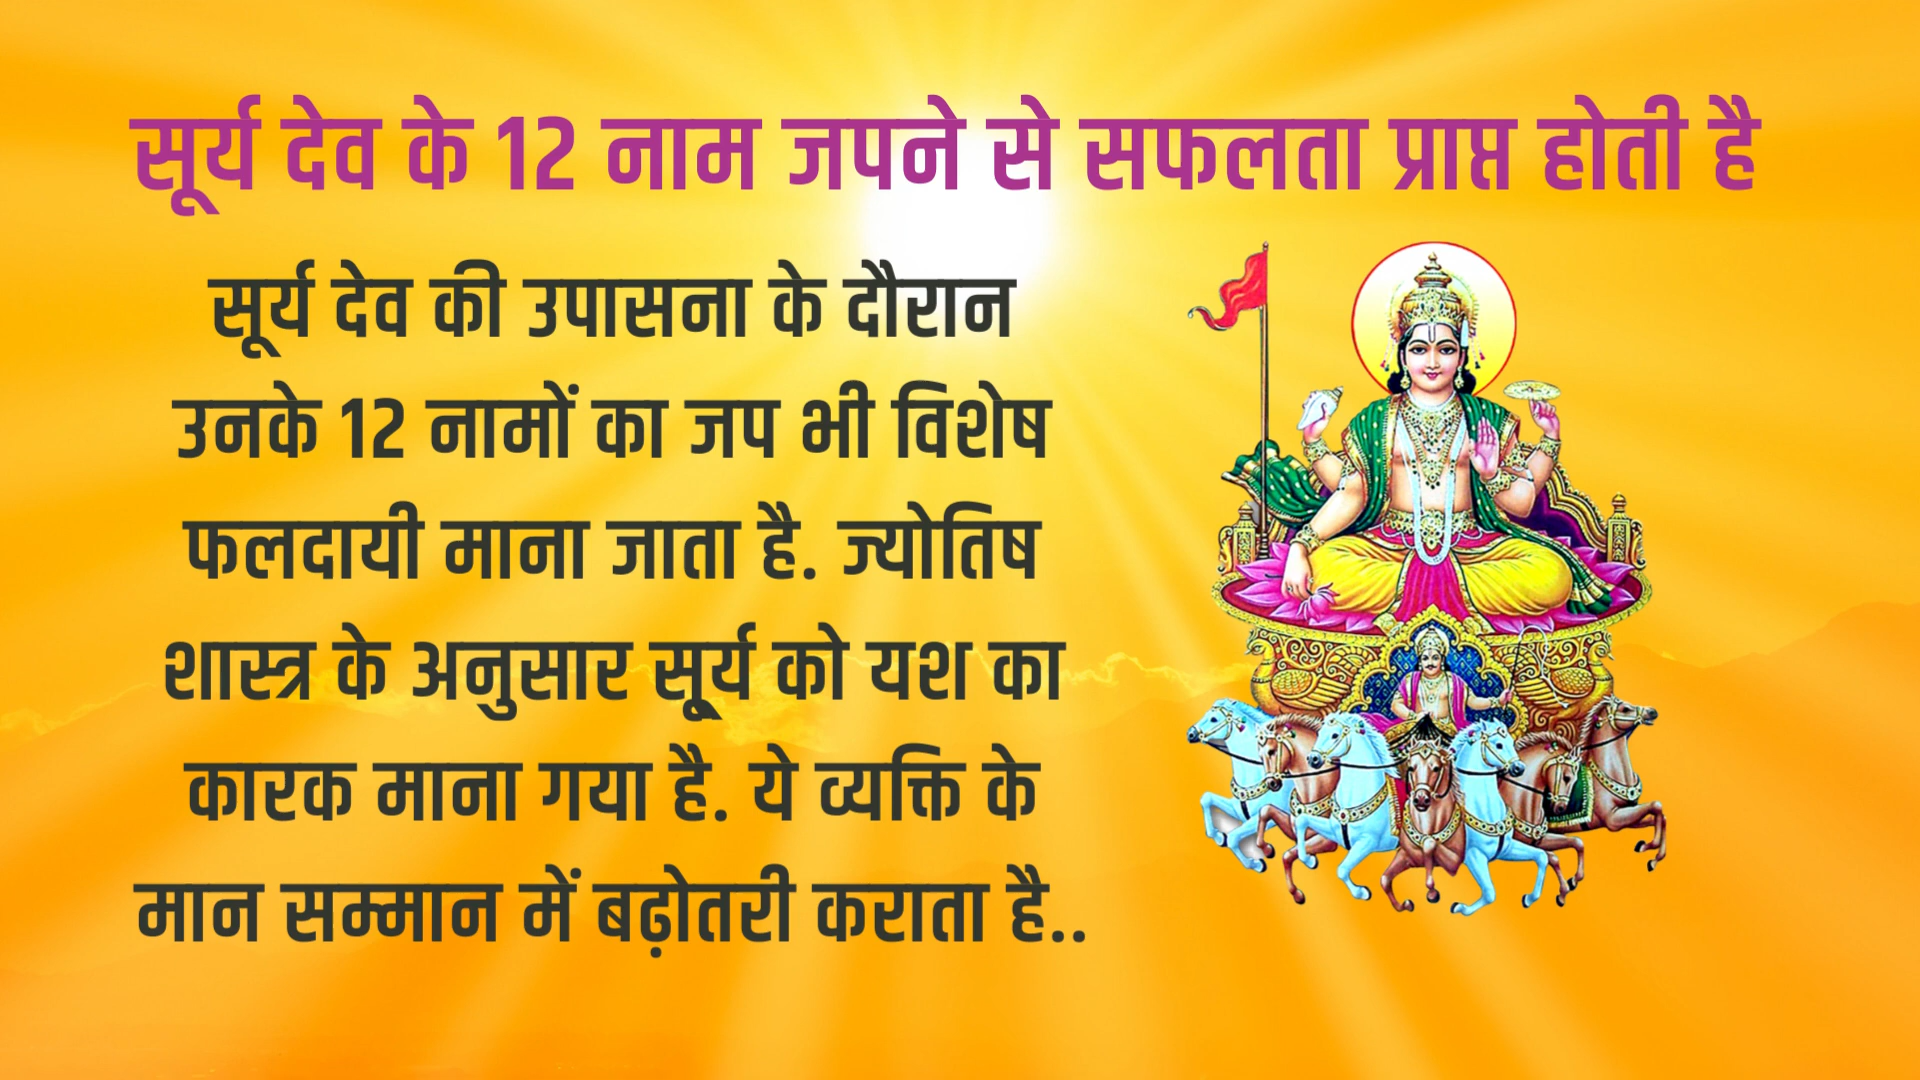 सूर्य देव के 12 नाम जपने से सफलता प्राप्त होती है
सूर्य देव की उपासना के दौरान
उनके 12 नामों का जप भी विशेष
फलदायी माना जाता है. ज्योतिष
शास्त्र के अनुसार सू्र्य को यश का
कारक माना गया है. ये व्यक्ति के
मान सम्मान में बढ़ोतरी कराता है..